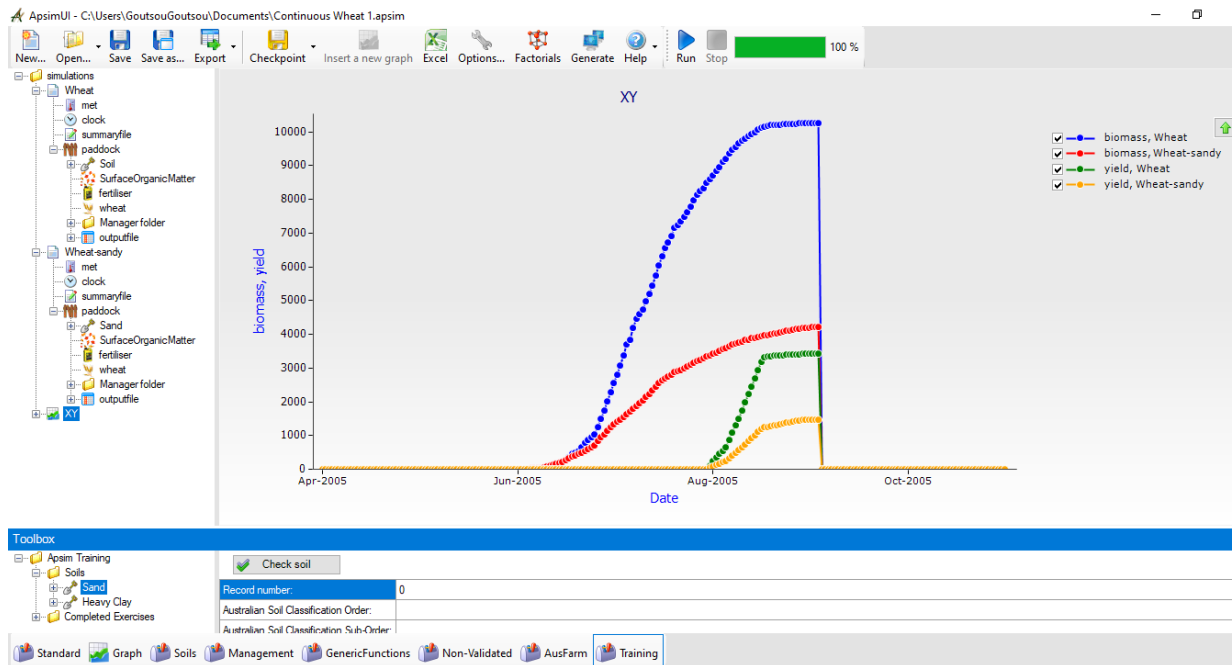 ApsimUI - C:\Users\GoutsouGoutsou\Documents\Continuous Wheat 1.apsim
New... Open... Save Save as... Export Checkpoint Insert a new graph Excel Options... Factorials Generate Help Run Stop 100 %
simulations
Wheat
met
clock
summaryfile
paddock
Soil
SurfaceOrganicMatter
fertiliser
wheat
Manager folder
outputfile
Wheat-sandy
met
clock
summaryfile
paddock
Sand
SurfaceOrganicMatter
fertiliser
wheat
Manager folder
outputfile
XY
XY
biomass, yield
10000
9000
8000
7000
6000
5000
4000
3000
2000
1000
0
Apr-2005 Jun-2005 Aug-2005 Oct-2005
Date
biomass, Wheat
biomass, Wheat-sandy
yield, Wheat
yield, Wheat-sandy
Toolbox
Apsim Training
Soils
Sand
Heavy Clay
Completed Exercises
Check soil
Record number: 0
Australian Soil Classification Order:
Australian Soil Classification Sub-Order:
Standard Graph Soils Management GenericFunctions Non-Validated AusFarm Training